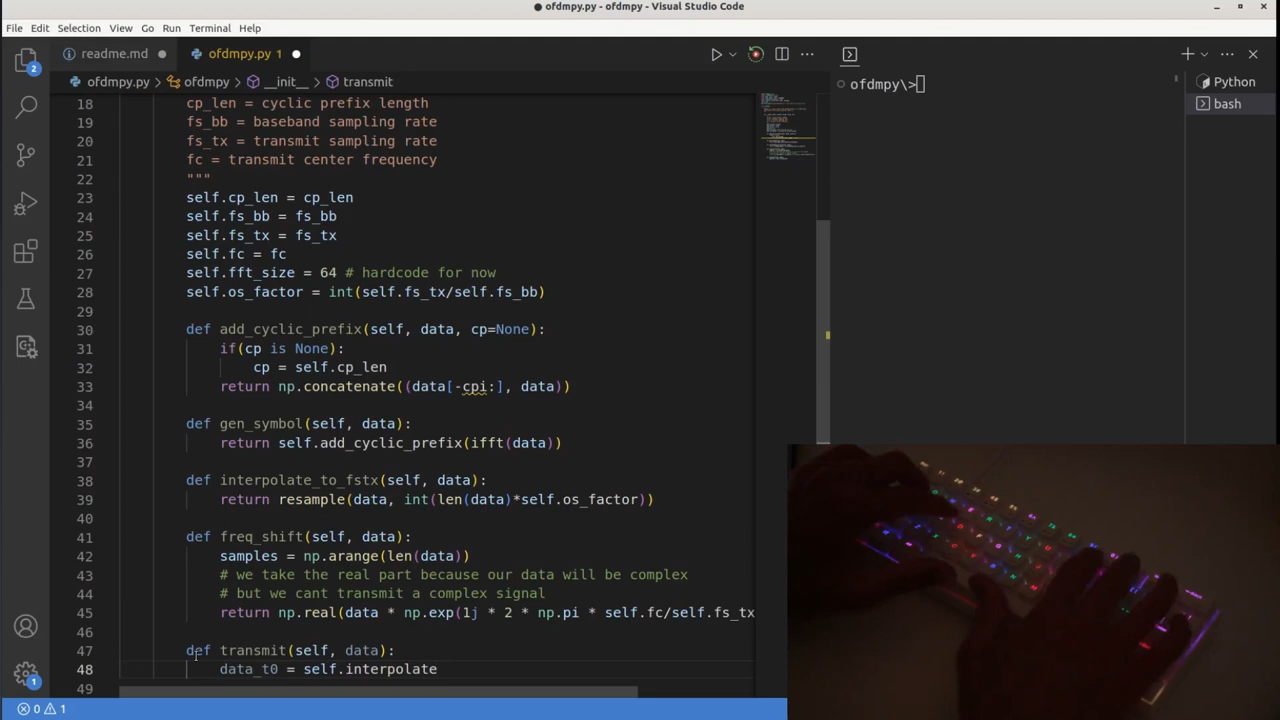 ofdmpy.py - ofdmpy - Visual Studio Code
File Edit Selection View Go Run Terminal Help
readme.md ofdmpy.py 1
ofdmpy.py > ofdmpy > __init__ > transmit
18 cp_len = cyclic prefix length
19 fs_bb = baseband sampling rate
20 fs_tx = transmit sampling rate
21 fc = transmit center frequency
22 """
23 self.cp_len = cp_len
24 self.fs_bb = fs_bb
25 self.fs_tx = fs_tx
26 self.fc = fc
27 self.fft_size = 64 # hardcode for now
28 self.os_factor = int(self.fs_tx/self.fs_bb)
29
30 def add_cyclic_prefix(self, data, cp=None):
31 if(cp is None):
32 cp = self.cp_len
33 return np.concatenate((data[-cpi:], data))
34
35 def gen_symbol(self, data):
36 return self.add_cyclic_prefix(ifft(data))
37
38 def interpolate_to_fstx(self, data):
39 return resample(data, int(len(data)*self.os_factor))
40
41 def freq_shift(self, data):
42 samples = np.arange(len(data))
43 # we take the real part because our data will be complex
44 # but we cant transmit a complex signal
45 return np.real(data * np.exp(1j * 2 * np.pi * self.fc/self.fs_tx
46
47 def transmit(self, data):
48 data_t0 = self.interpolate
49
ofdmpy\>
Python
bash
2
1
0 1